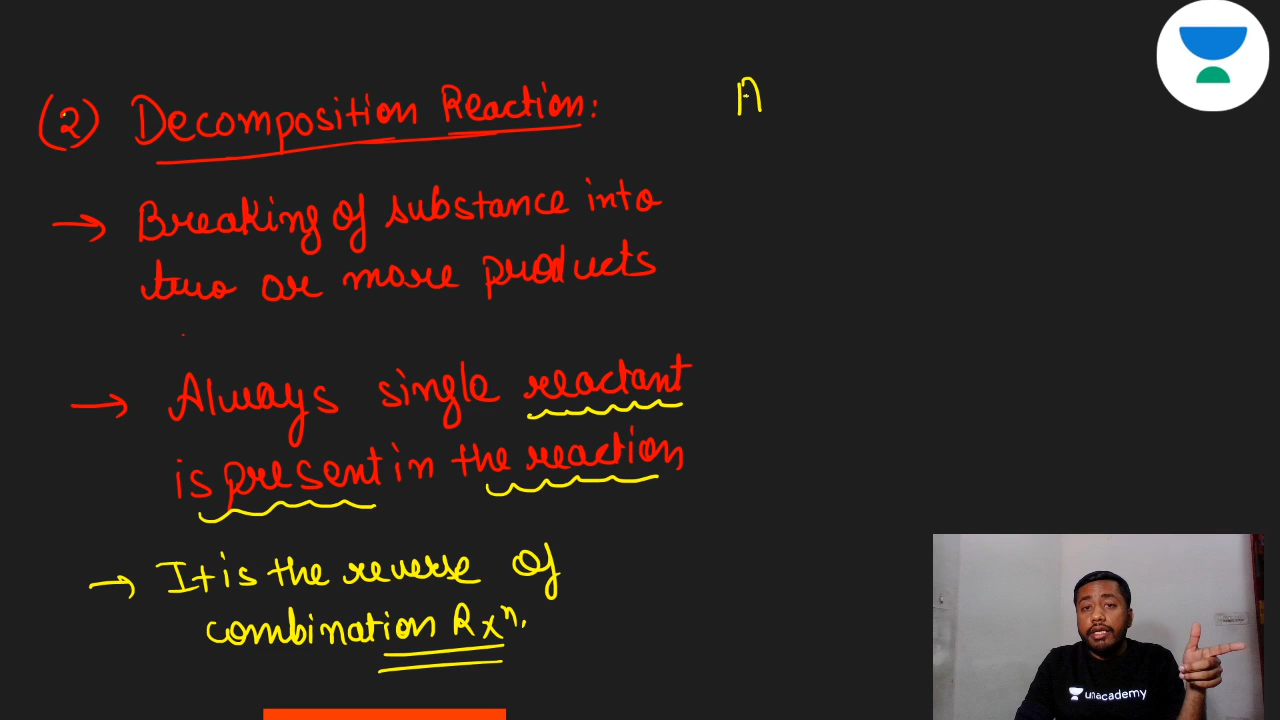 (2) Decomposition Reaction:
A
→ Breaking of substance into
two or more products
→ Always single reactant
is present in the reaction
→ It is the reverse of
combination Rxⁿ.
unacademy